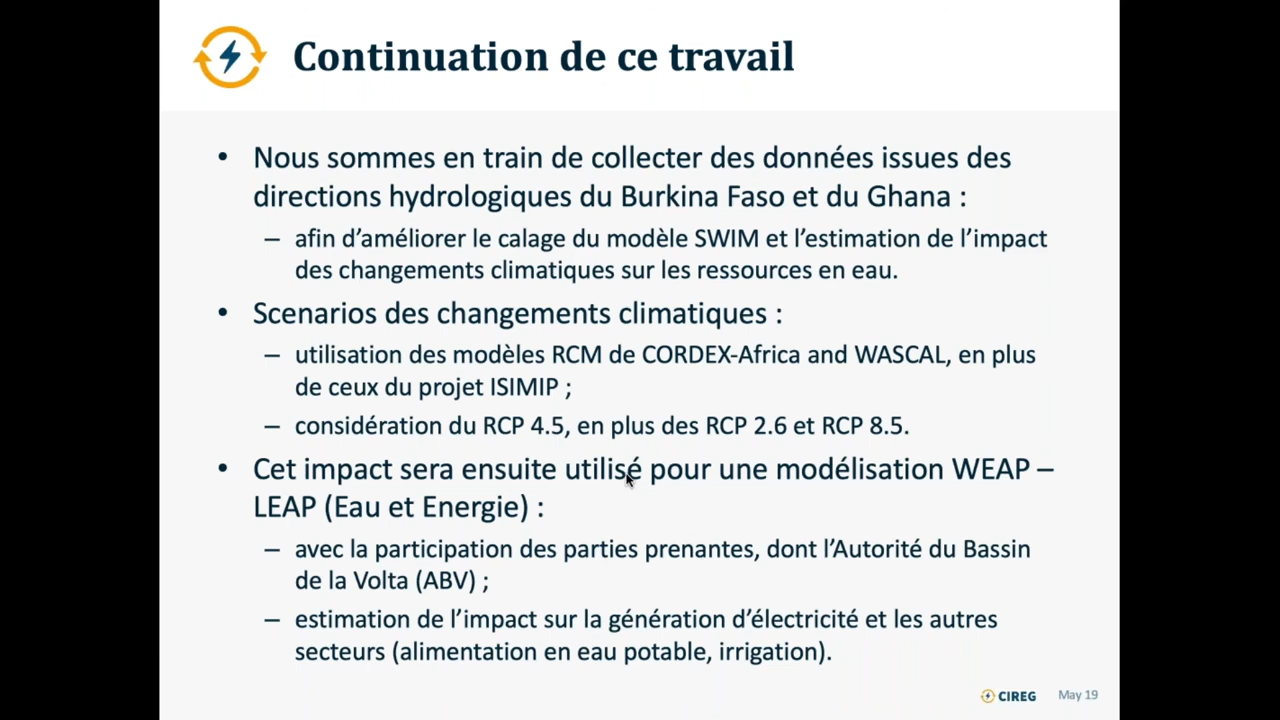 Continuation de ce travail
• Nous sommes en train de collecter des données issues des
directions hydrologiques du Burkina Faso et du Ghana :
– afin d’améliorer le calage du modèle SWIM et l’estimation de l’impact
des changements climatiques sur les ressources en eau.
• Scenarios des changements climatiques :
– utilisation des modèles RCM de CORDEX-Africa and WASCAL, en plus
de ceux du projet ISIMIP ;
– considération du RCP 4.5, en plus des RCP 2.6 et RCP 8.5.
• Cet impact sera ensuite utilisé pour une modélisation WEAP –
LEAP (Eau et Energie) :
– avec la participation des parties prenantes, dont l’Autorité du Bassin
de la Volta (ABV) ;
– estimation de l’impact sur la génération d’électricité et les autres
secteurs (alimentation en eau potable, irrigation).
CIREG May 19